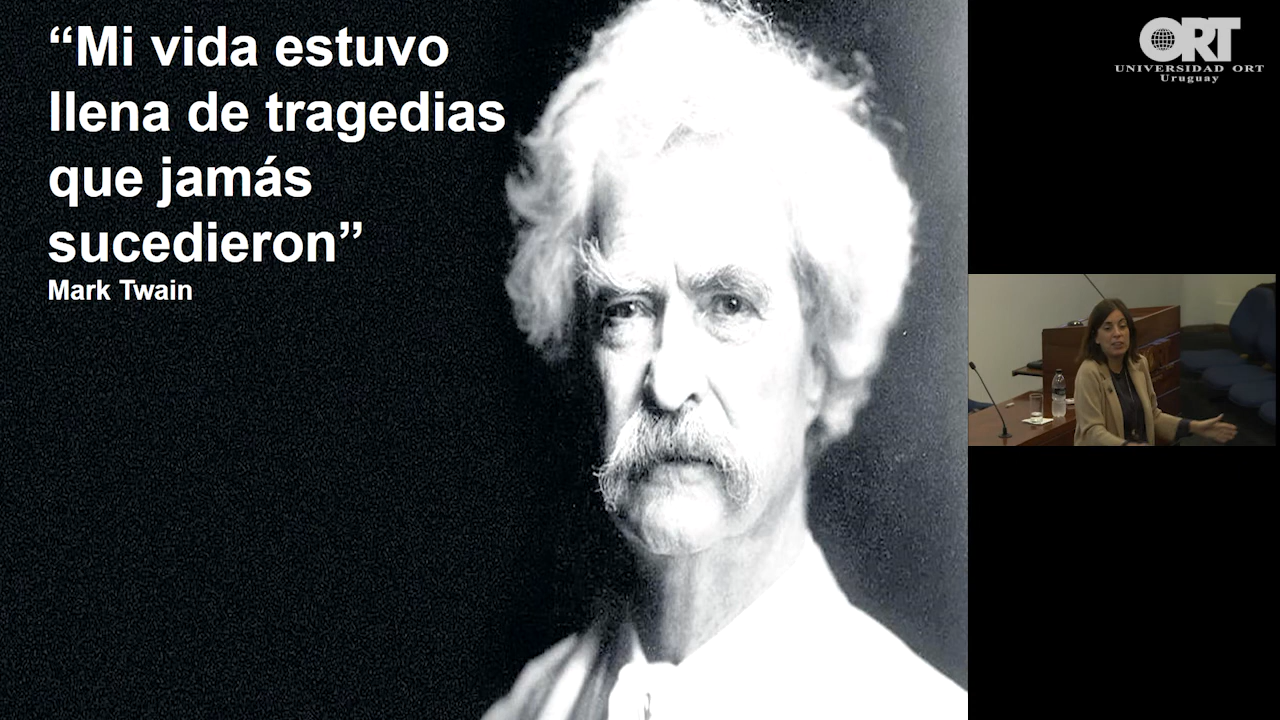 “Mi vida estuvo
llena de tragedias
que jamás
sucedieron”
Mark Twain
ORT
UNIVERSIDAD ORT
Uruguay